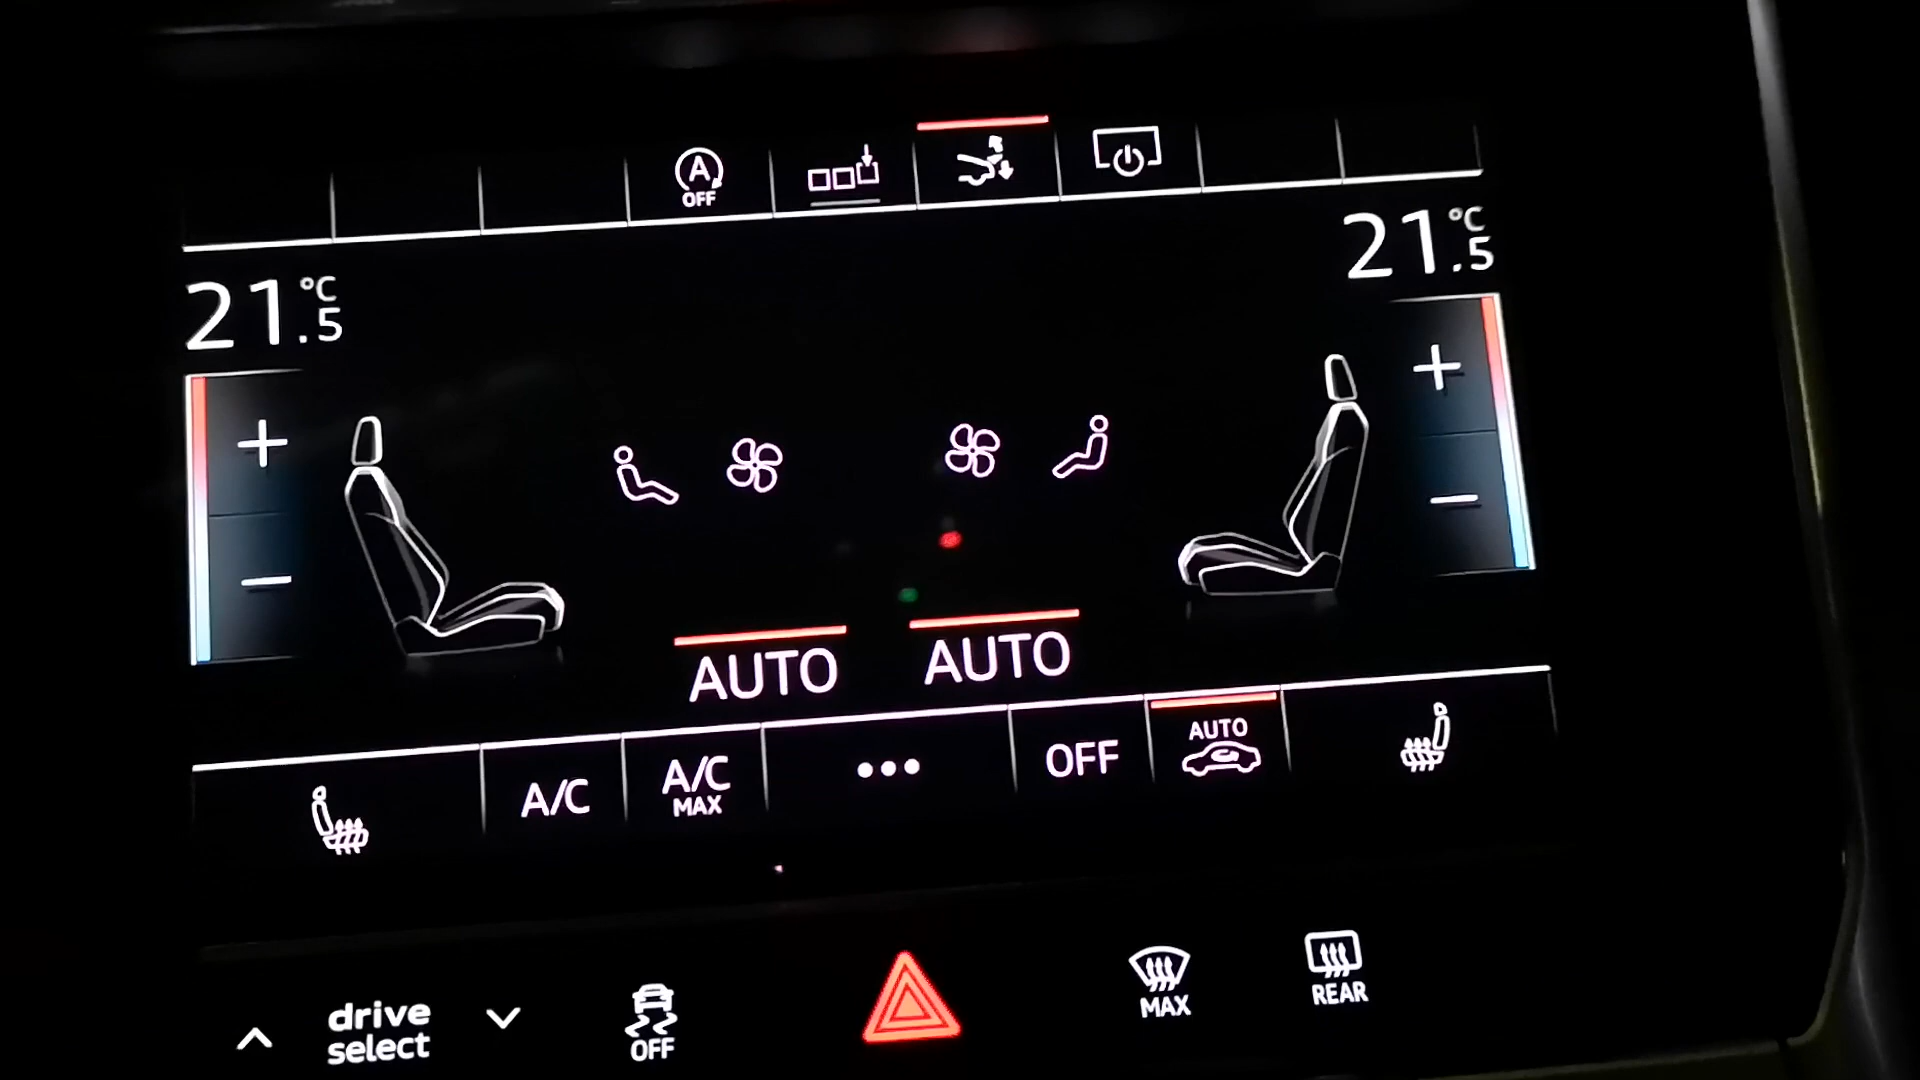 A
OFF
21.5 °C
21.5 °C
AUTO
AUTO
A/C
A/C
MAX
OFF
AUTO
drive
select
OFF
MAX
REAR